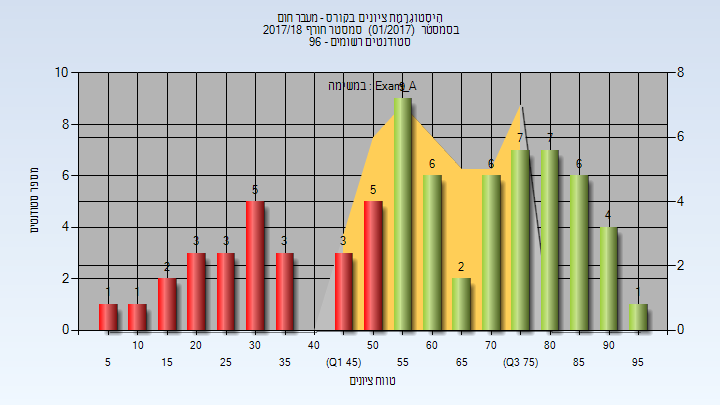 היסטוגרמת ציונים בקורס - מעבר חום
בסמסטר (01/2017) סמסטר חורף 2017/18
סטודנטים רשומים - 96
במשימה : Exam_A
מספר סטודנטים
10 8 6 4 2 0
8 6 4 2 0
1 1 2 3 3 5 3 3 5 9 6 2 6 7 7 6 4 1
10 20 30 40 50 60 70 80 90
5 15 25 35 (Q1 45) 55 65 (Q3 75) 85 95
טווח ציונים